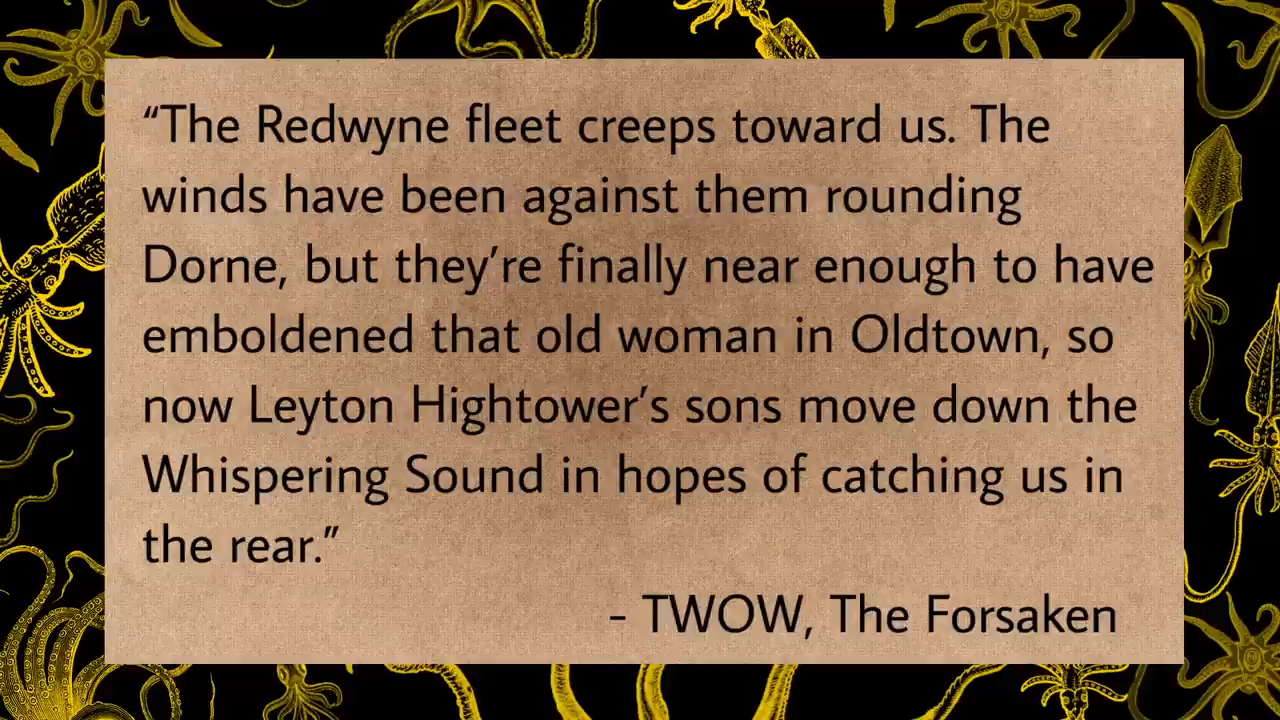 “The Redwyne fleet creeps toward us. The
winds have been against them rounding
Dorne, but they’re finally near enough to have
emboldened that old woman in Oldtown, so
now Leyton Hightower’s sons move down the
Whispering Sound in hopes of catching us in
the rear.”
- TWOW, The Forsaken